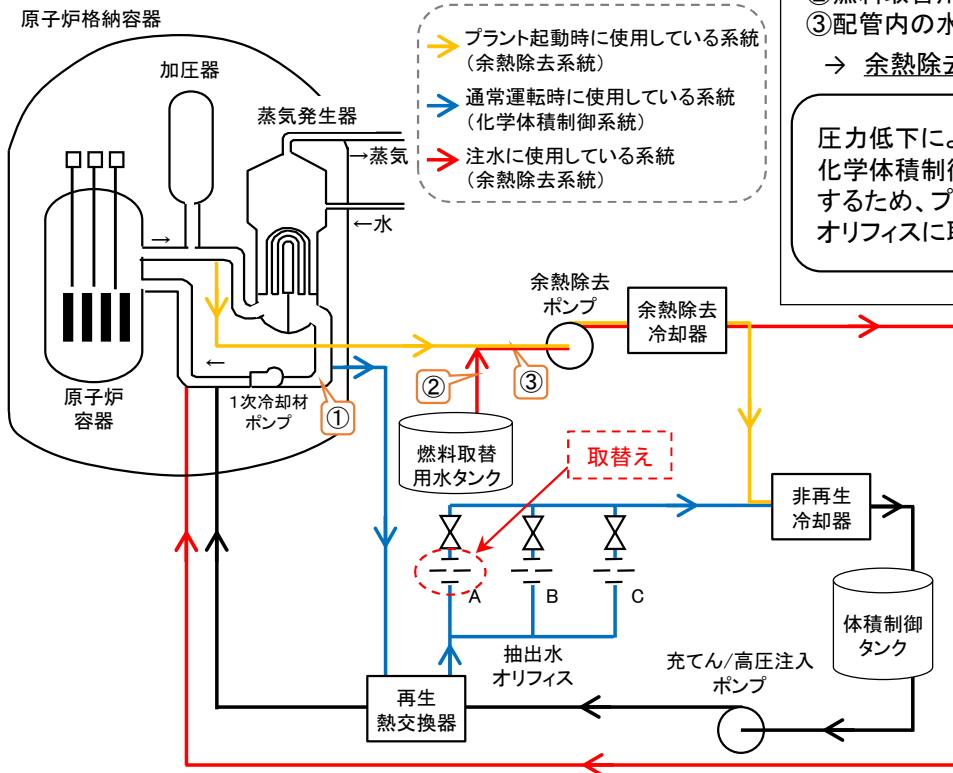 原子炉格納容器
加圧器
蒸気発生器
→蒸気
←水
→
←
原子炉
容器
1次冷却材
ポンプ
①
プラント起動時に使用している系統
(余熱除去系統)
通常運転時に使用している系統
(化学体積制御系統)
注水に使用している系統
(余熱除去系統)
③配管内の水
→ 余熱除去
圧力低下によ
化学体積制御
するため、プ
オリフィスに取
余熱除去
ポンプ
余熱除去
冷却器
②
③
燃料取替
用水タンク
取替え
非再生
冷却器
A
B
C
抽出水
オリフィス
体積制御
タンク
充てん/高圧注入
ポンプ
再生
熱交換器